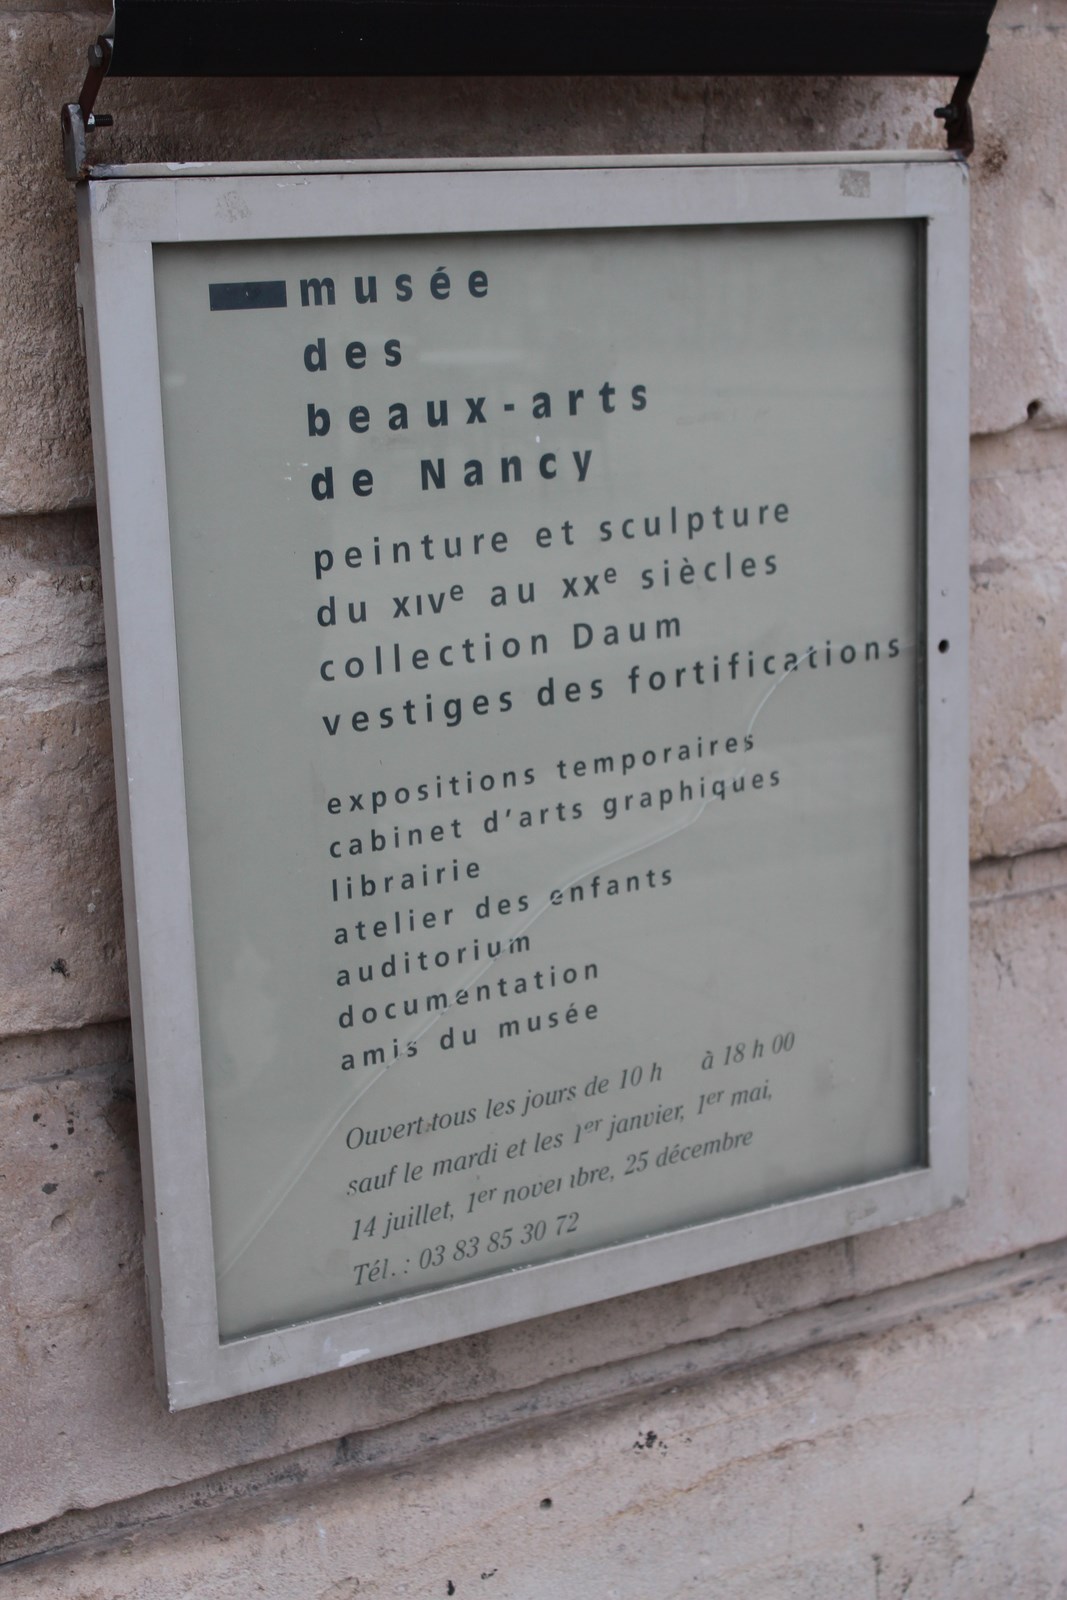 musée
des
beaux-arts
de Nancy
peinture et sculpture
du XIVe au XXe siècles
collection Daum
vestiges des fortifications
expositions temporaires
cabinet d'arts graphiques
librairie
atelier des enfants
auditorium
documentation
amis du musée
Ouvert tous les jours de 10 h à 18 h 00
sauf le mardi et les 1er janvier, 1er mai,
14 juillet, 1er novembre, 25 décembre
Tél. : 03 83 85 30 72